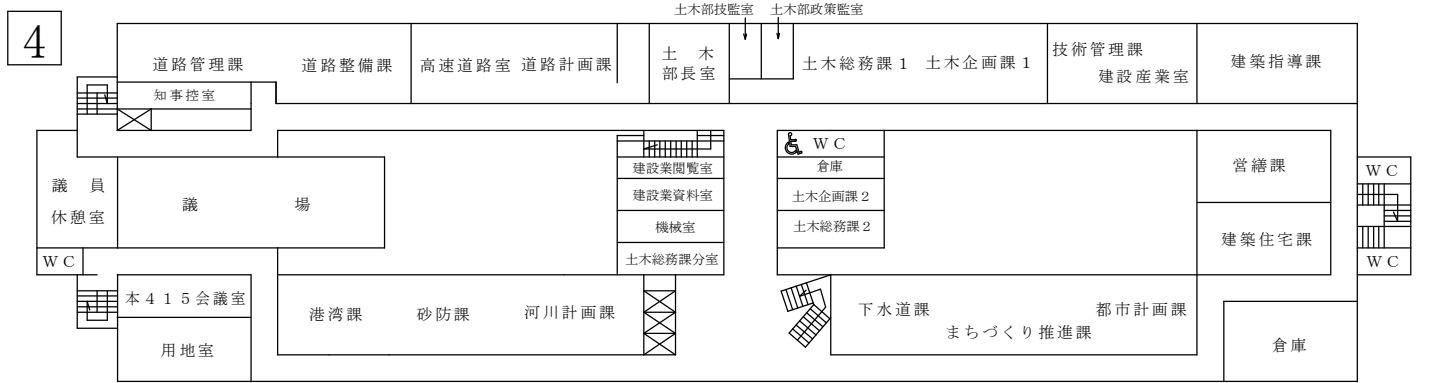 土木部技監室 土木部政策監室
4
道路管理課 道路整備課 高速道路室 道路計画課
土 木
部長室
土木総務課1 土木企画課1
技術管理課
建設産業室
建築指導課
知事控室
WC
倉庫
土木企画課2
土木総務課2
建設業閲覧室
建設業資料室
機械室
土木総務課分室
議 員
休憩室
議 場
営繕課
建築住宅課
WC
WC
WC
本415会議室
用地室
港湾課 砂防課 河川計画課
下水道課 都市計画課
まちづくり推進課
倉庫